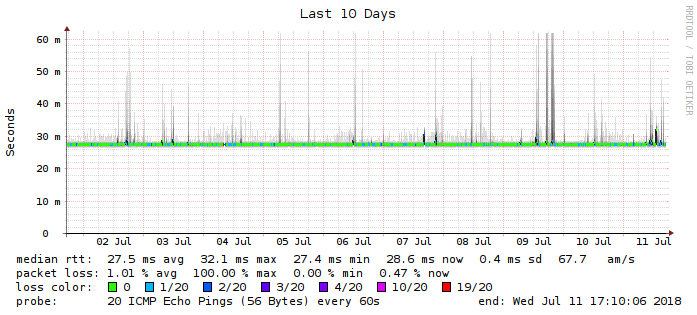 Last 10 Days
RRDTOOL / TOBI OETIKER
Seconds
60 m
50 m
40 m
30 m
20 m
10 m
0
02 Jul 03 Jul 04 Jul 05 Jul 06 Jul 07 Jul 08 Jul 09 Jul 10 Jul 11 Jul
median rtt: 27.5 ms avg 32.1 ms max 27.4 ms min 28.6 ms now 0.4 ms sd 67.7 am/s
packet loss: 1.01 % avg 100.00 % max 0.00 % min 0.47 % now
loss color: 0 1/20 2/20 3/20 4/20 10/20 19/20
probe: 20 ICMP Echo Pings (56 Bytes) every 60s end: Wed Jul 11 17:10:06 2018